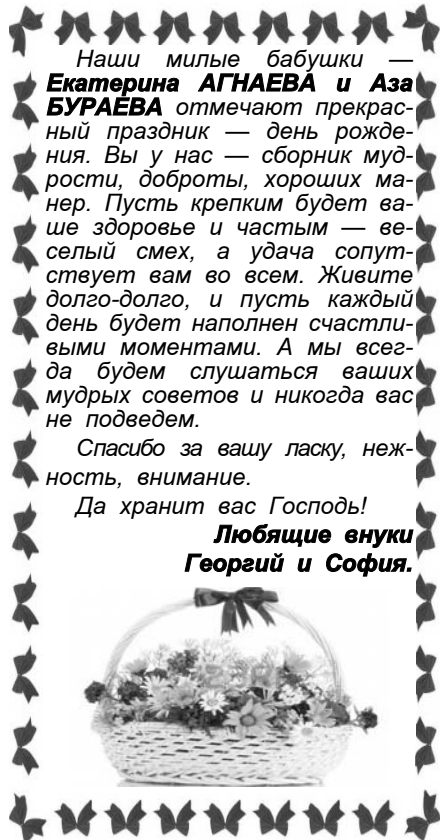 Наши милые бабушки —
Екатерина АГНАЕВА и Аза
БУРАЕВА отмечают прекрас-
ный праздник — день рожде-
ния. Вы у нас — сборник муд-
рости, доброты, хороших ма-
нер. Пусть крепким будет ва-
ше здоровье и частым — ве-
селый смех, а удача сопут-
ствует вам во всем. Живите
долго-долго, и пусть каждый
день будет наполнен счастли-
выми моментами. А мы всег-
да будем слушаться ваших
мудрых советов и никогда вас
не подведем.
Спасибо за вашу ласку, неж-
ность, внимание.
Да хранит вас Господь!
Любящие внуки
Георгий и София.